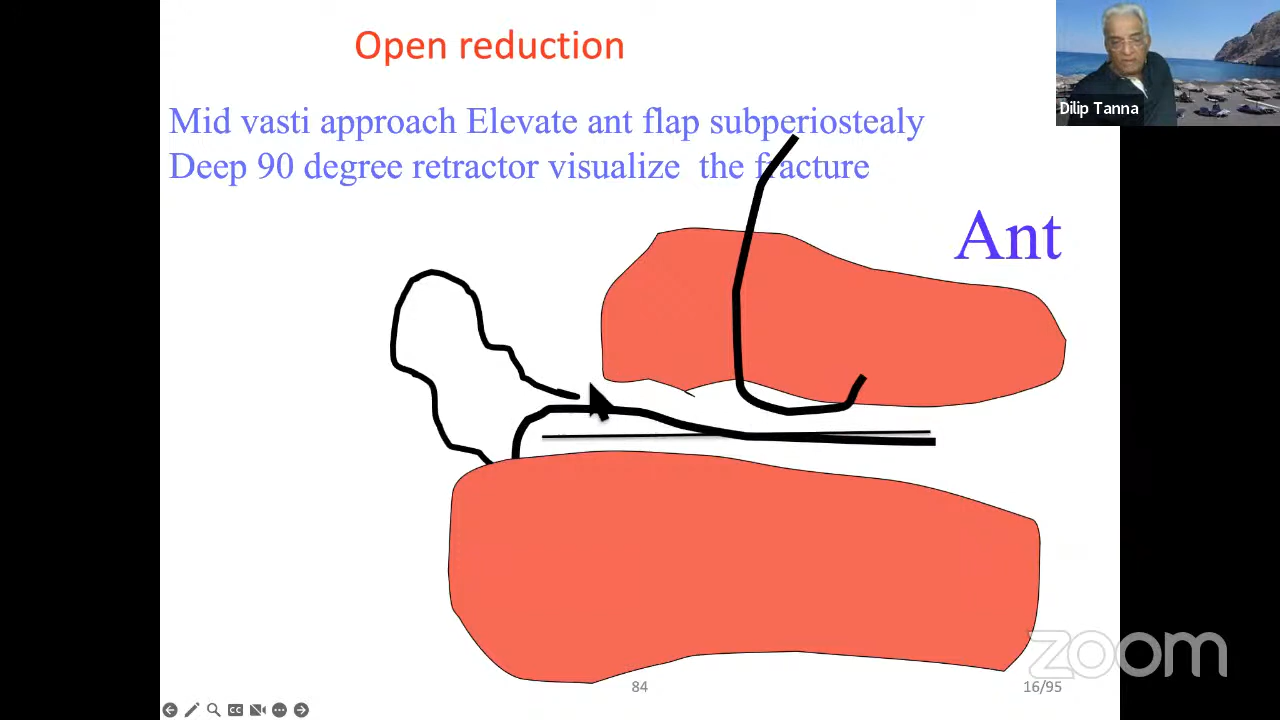 Open reduction
Dilip Tanna
Mid vasti approach Elevate ant flap subperiostealy
Deep 90 degree retractor visualize the fracture
Ant
zoom
84
16/95
CC